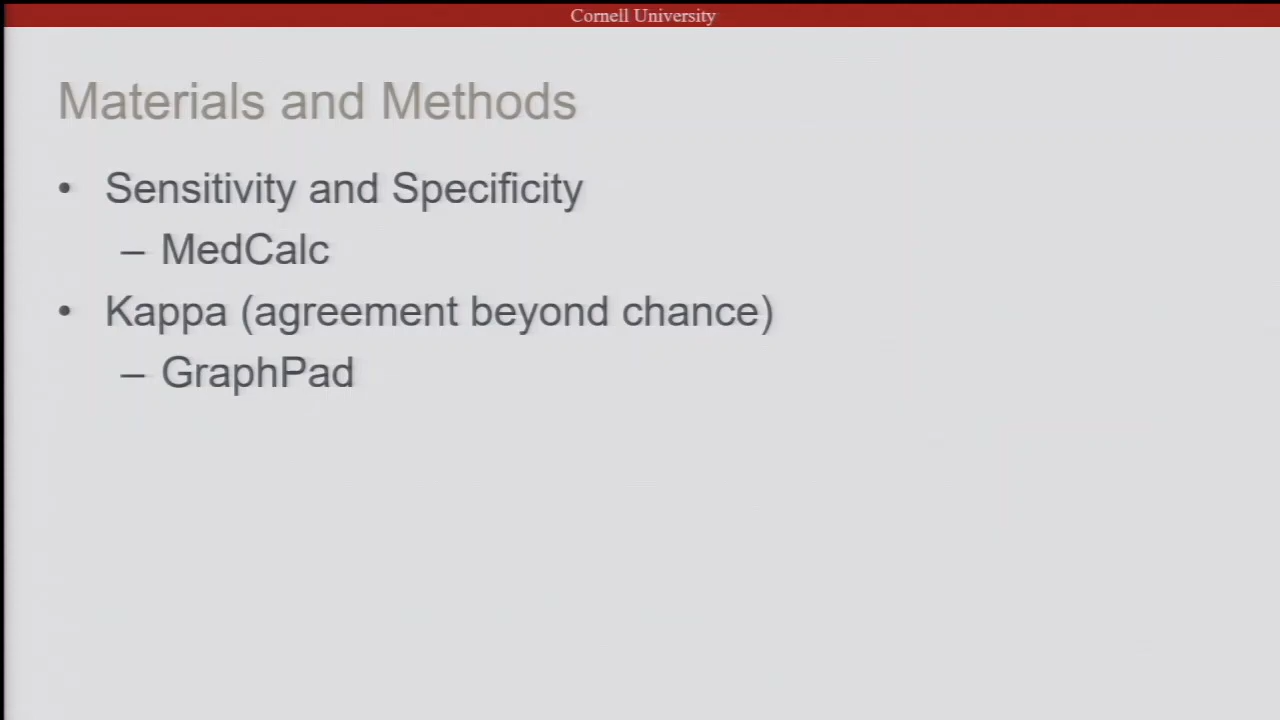 Cornell University
Materials and Methods
• Sensitivity and Specificity
– MedCalc
• Kappa (agreement beyond chance)
– GraphPad